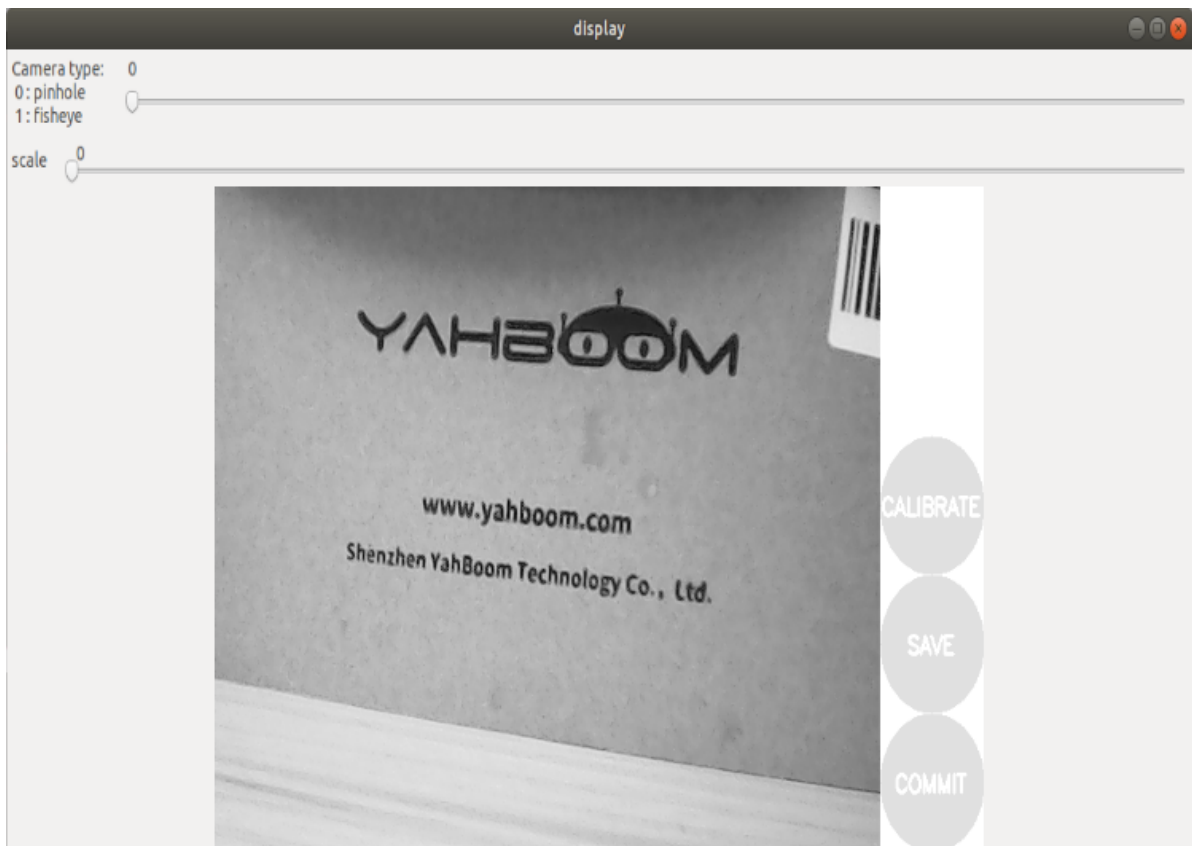 display
Camera type: 0
0 : pinhole
1 : fisheye
scale 0
YAHBOOM
www.yahboom.com
Shenzhen YahBoom Technology Co., Ltd.
CALIBRATE
SAVE
COMMIT